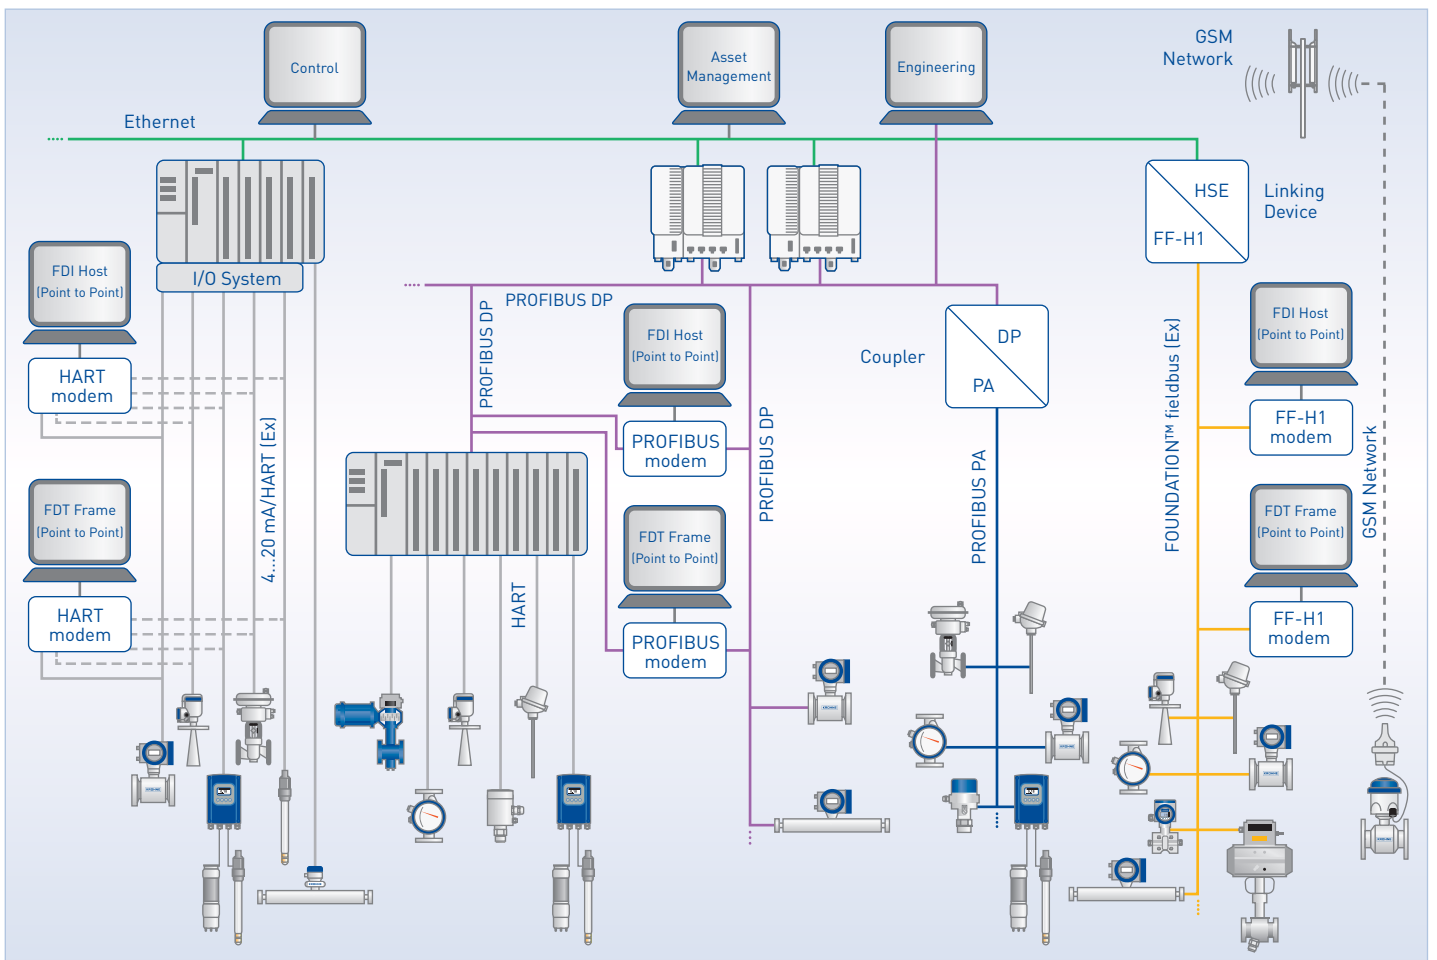 Control
Asset
Management
Engineering
GSM
Network
Ethernet
HSE
FF-H1
Linking
Device
I/O System
FDI Host
(Point to Point)
HART
modem
FDT Frame
(Point to Point)
HART
modem
4...20 mA/HART (Ex)
PROFIBUS DP
PROFIBUS DP
HART
FDI Host
(Point to Point)
PROFIBUS
modem
FDT Frame
(Point to Point)
PROFIBUS
modem
PROFIBUS DP
Coupler
DP
PA
PROFIBUS PA
FOUNDATION™ fieldbus (Ex)
FDI Host
(Point to Point)
FF-H1
modem
FDT Frame
(Point to Point)
FF-H1
modem
GSM Network